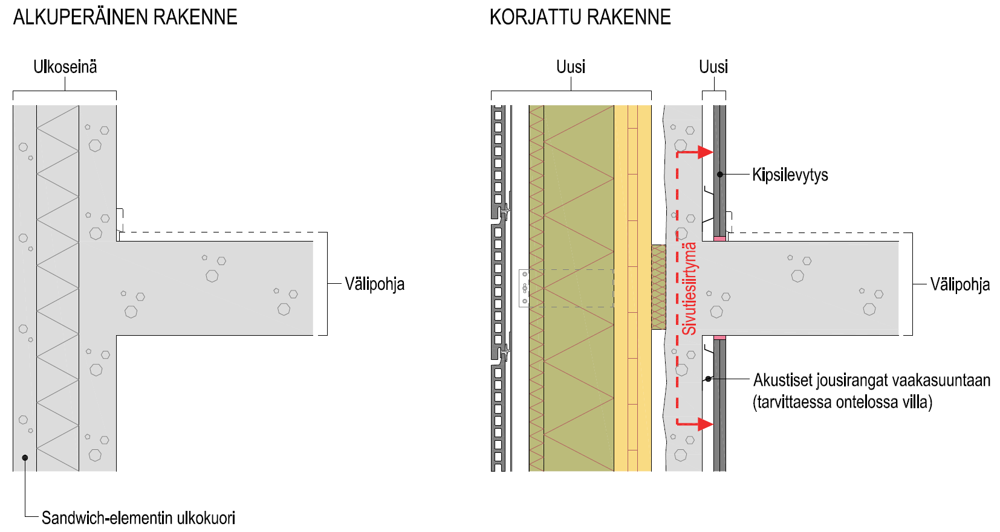 ALKUPERÄINEN RAKENNE
Ulkoseinä
Välipohja
Sandwich-elementin ulkokuori
KORJATTU RAKENNE
Uusi
Uusi
Kipsilevytys
Sivutiesiirtymä
Välipohja
Akustiset jousirangat vaakasuuntaan
(tarvittaessa ontelossa villa)